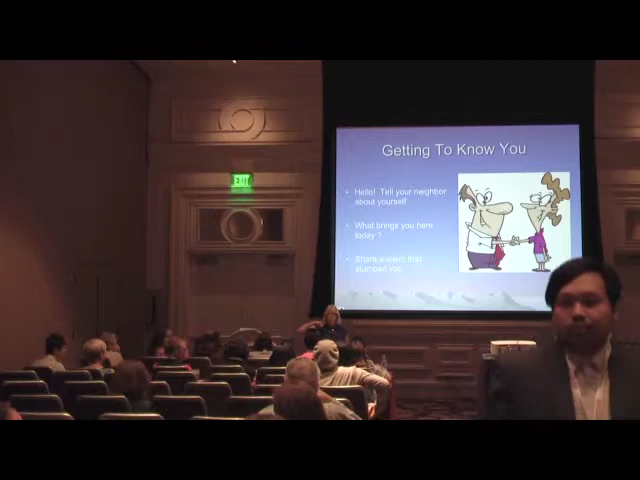 Getting To Know You
• Hello! Tell your neighbor
about yourself
• What brings you here
today ?
• Share a client that
stumped you
EXIT